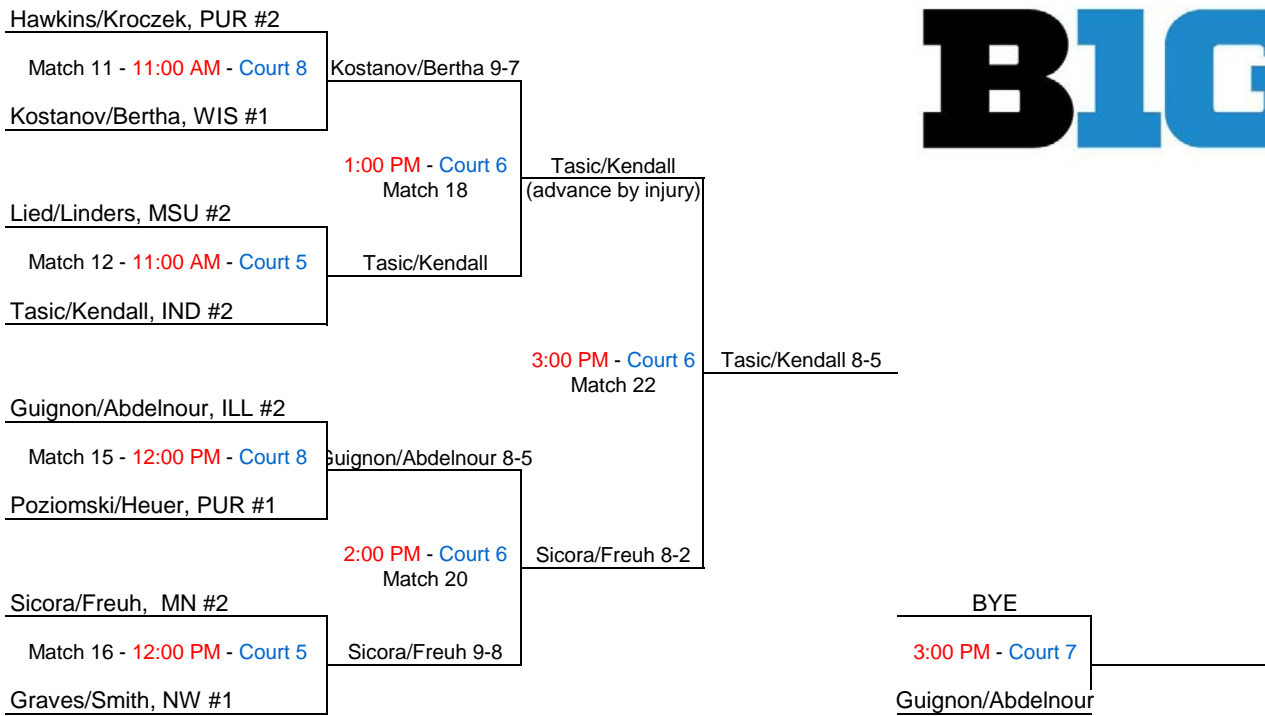 Hawkins/Kroczek, PUR #2
B1G
Match 11 - 11:00 AM - Court 8
Kostanov/Bertha 9-7
Kostanov/Bertha, WIS #1
1:00 PM - Court 6
Match 18
Tasic/Kendall
(advance by injury)
Lied/Linders, MSU #2
Match 12 - 11:00 AM - Court 5
Tasic/Kendall
Tasic/Kendall, IND #2
3:00 PM - Court 6
Match 22
Tasic/Kendall 8-5
Guignon/Abdelnour, ILL #2
Match 15 - 12:00 PM - Court 8
Guignon/Abdelnour 8-5
Poziomski/Heuer, PUR #1
2:00 PM - Court 6
Match 20
Sicora/Freuh 8-2
Sicora/Freuh, MN #2
BYE
Match 16 - 12:00 PM - Court 5
Sicora/Freuh 9-8
3:00 PM - Court 7
Graves/Smith, NW #1
Guignon/Abdelnour